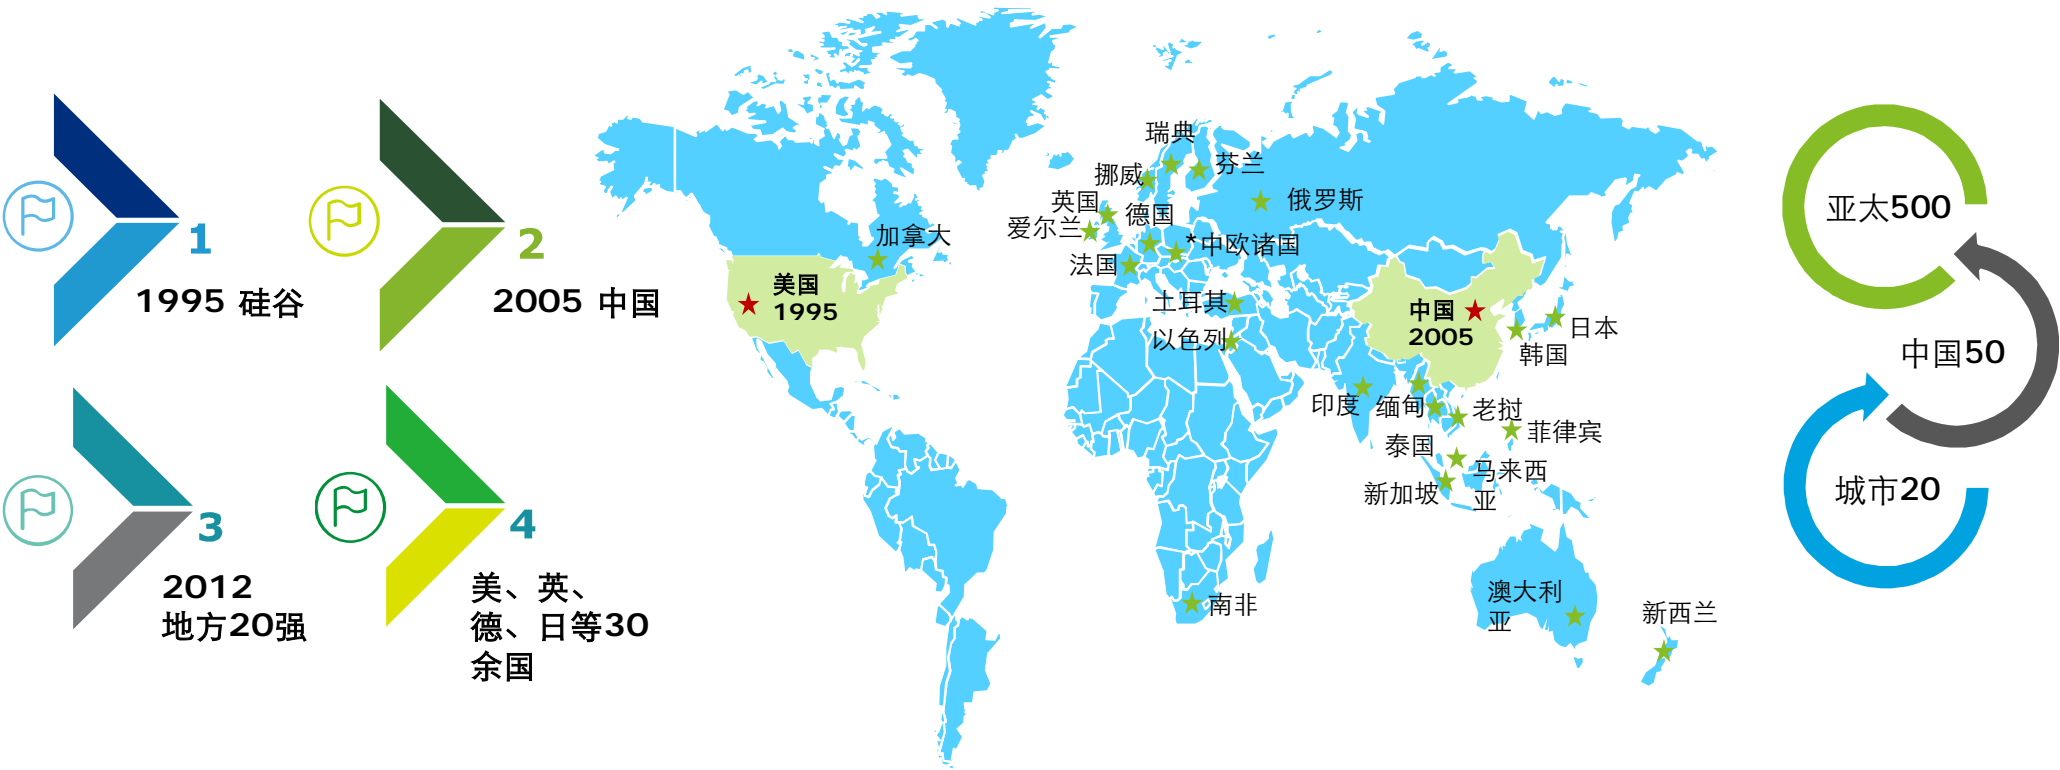 1
1995 硅谷
2
2005 中国
3
2012
地方20强
4
美、英、
德、日等30
余国
瑞典
芬兰
挪威
英国
德国
俄罗斯
爱尔兰
*中欧诸国
法国
加拿大
美国
1995
土耳其
以色列
中国
2005
日本
韩国
印度
缅甸
老挝
菲律宾
泰国
马来西
亚
新加坡
南非
澳大利
亚
新西兰
亚太500
中国50
城市20